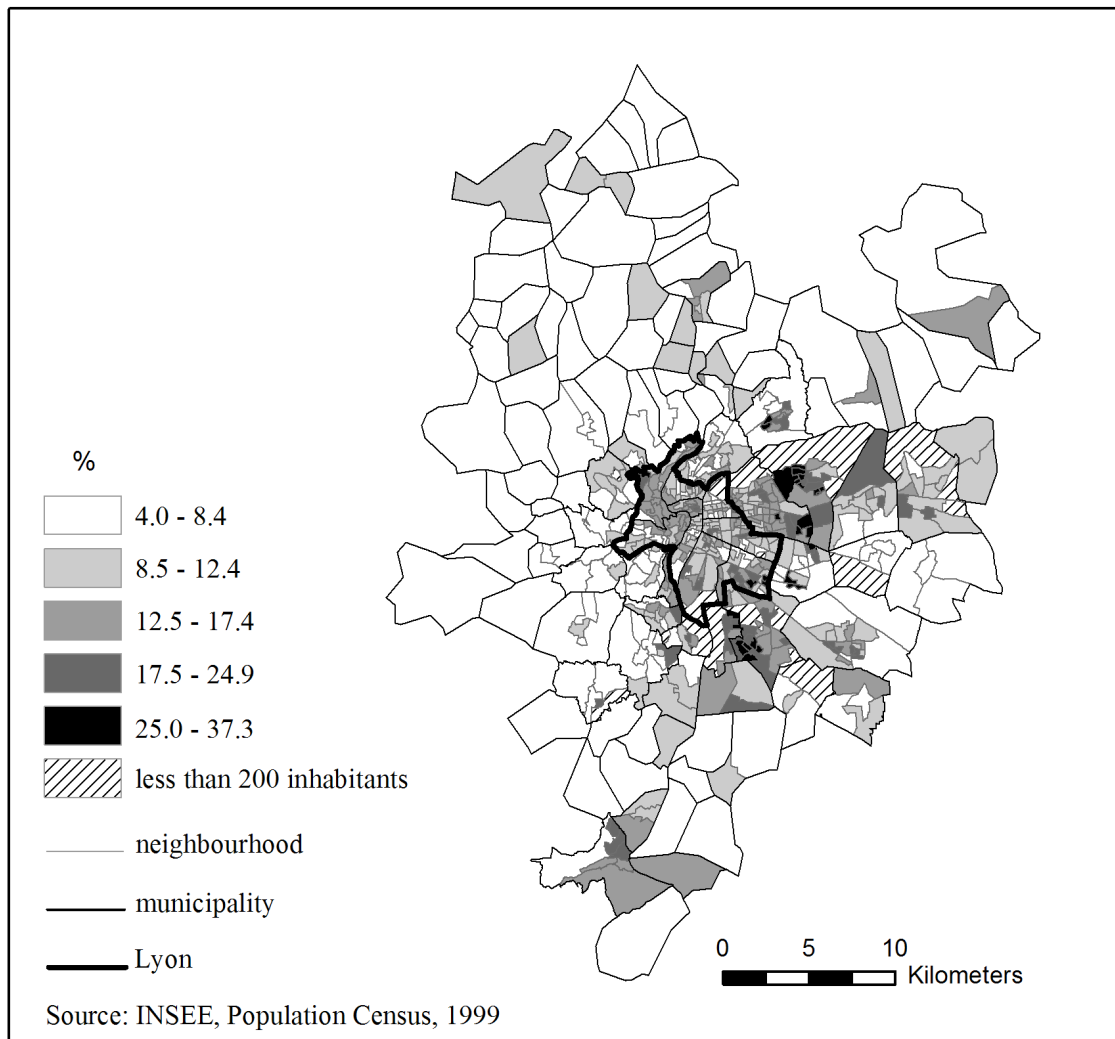 %
4.0 - 8.4
8.5 - 12.4
12.5 - 17.4
17.5 - 24.9
25.0 - 37.3
less than 200 inhabitants
neighbourhood
municipality
Lyon
0 5 10
Kilometers
Source: INSEE, Population Census, 1999